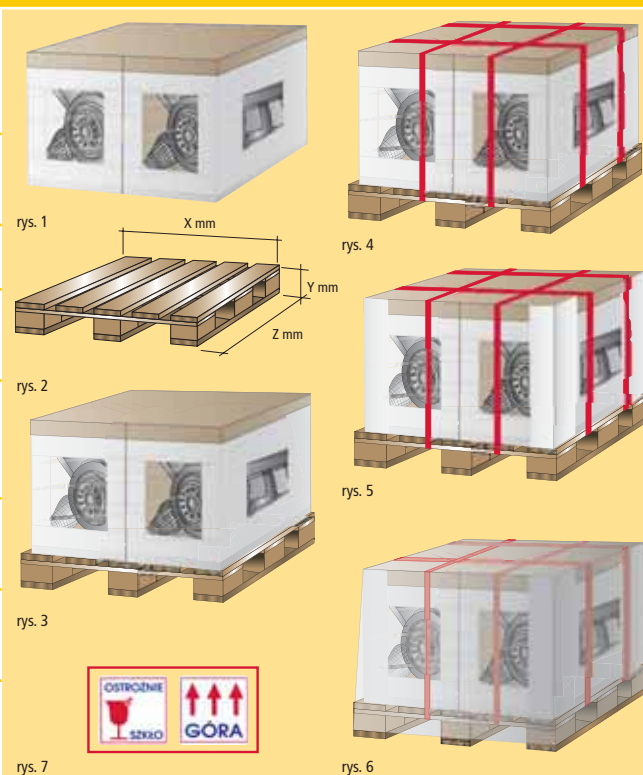 rys. 1
X mm
Y mm
Z mm
rys. 2
rys. 3
OSTROŻNIE
SZKŁO
GÓRA
rys. 7
rys. 4
rys. 5
rys. 6